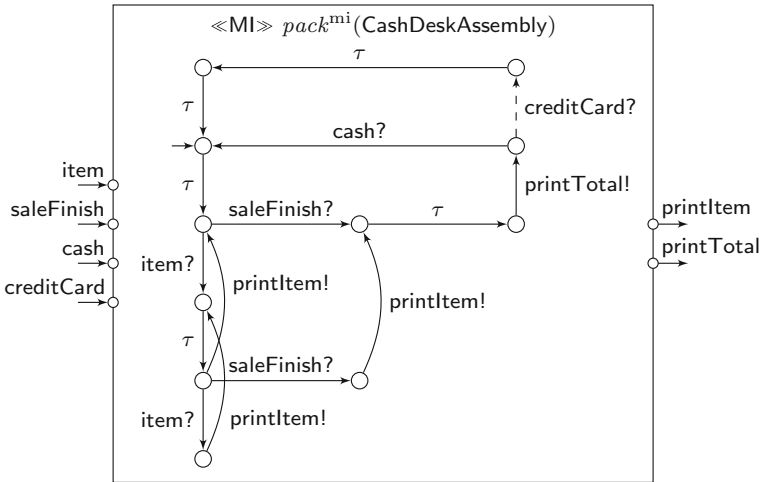 ≪MI≫ pack^mi(CashDeskAssembly)
τ
τ
creditCard?
cash?
item
τ
printTotal!
saleFinish
saleFinish?
τ
printItem
cash
item?
printTotal
creditCard
printItem!
printItem!
τ
saleFinish?
item?
printItem!